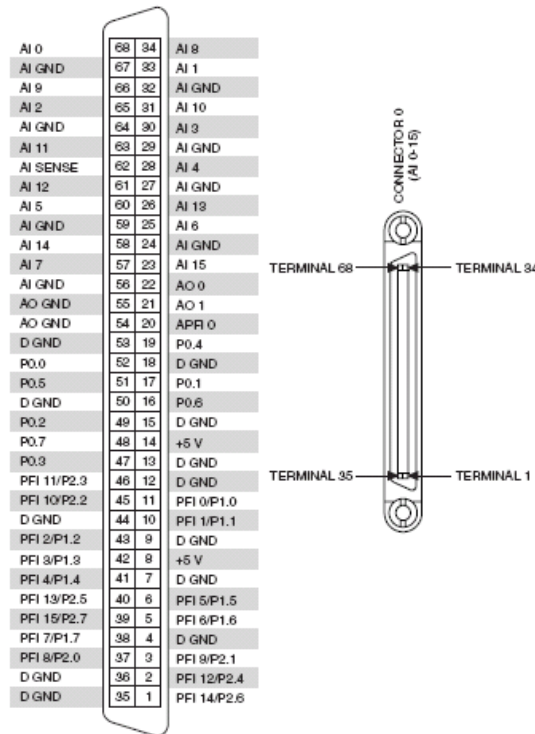 AI 0 68 34 AI 8
AI GND 67 33 AI 1
AI 9 66 32 AI GND
AI 2 65 31 AI 10
AI GND 64 30 AI 3
AI 11 63 29 AI GND
AI SENSE 62 28 AI 4
AI 12 61 27 AI GND
AI 5 60 26 AI 13
AI GND 59 25 AI 6
AI 14 58 24 AI GND
AI 7 57 23 AI 15
AI GND 56 22 AO 0
AO GND 55 21 AO 1
AO GND 54 20 APFI 0
D GND 53 19 P0.4
P0.0 52 18 D GND
P0.5 51 17 P0.1
D GND 50 16 P0.6
P0.2 49 15 D GND
P0.7 48 14 +5 V
P0.3 47 13 D GND
PFI 11/P2.3 46 12 D GND
PFI 10/P2.2 45 11 PFI 0/P1.0
D GND 44 10 PFI 1/P1.1
PFI 2/P1.2 43 9 D GND
PFI 3/P1.3 42 8 +5 V
PFI 4/P1.4 41 7 D GND
PFI 13/P2.5 40 6 PFI 5/P1.5
PFI 15/P2.7 39 5 PFI 6/P1.6
PFI 7/P1.7 38 4 D GND
PFI 8/P2.0 37 3 PFI 9/P2.1
D GND 36 2 PFI 12/P2.4
D GND 35 1 PFI 14/P2.6
CONNECTOR 0
(AI 0-15)
TERMINAL 68 TERMINAL 34
TERMINAL 35 TERMINAL 1